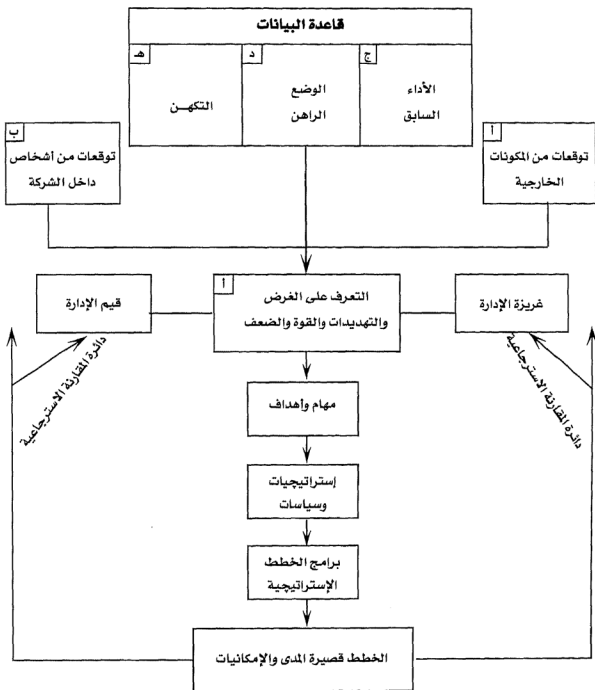 قاعدة البيانات
ج
الأداء
السابق
د
الوضع
الراهن
هـ
التكهـن
أ
توقعات من المكونات
الخارجية
ب
توقعات من أشخاص
داخل الشركة
غريزة الإدارة
أ
التعرف على الغرض
والتهديدات والقوة والضعف
قيم الإدارة
دائرة المقارنة الاسترجاعية
دائرة المقارنة الاسترجاعية
مهام وأهداف
إستراتيجيات
وسياسات
برامج الخطط
الإستراتيجية
الخطط قصيرة المدى والإمكانيات